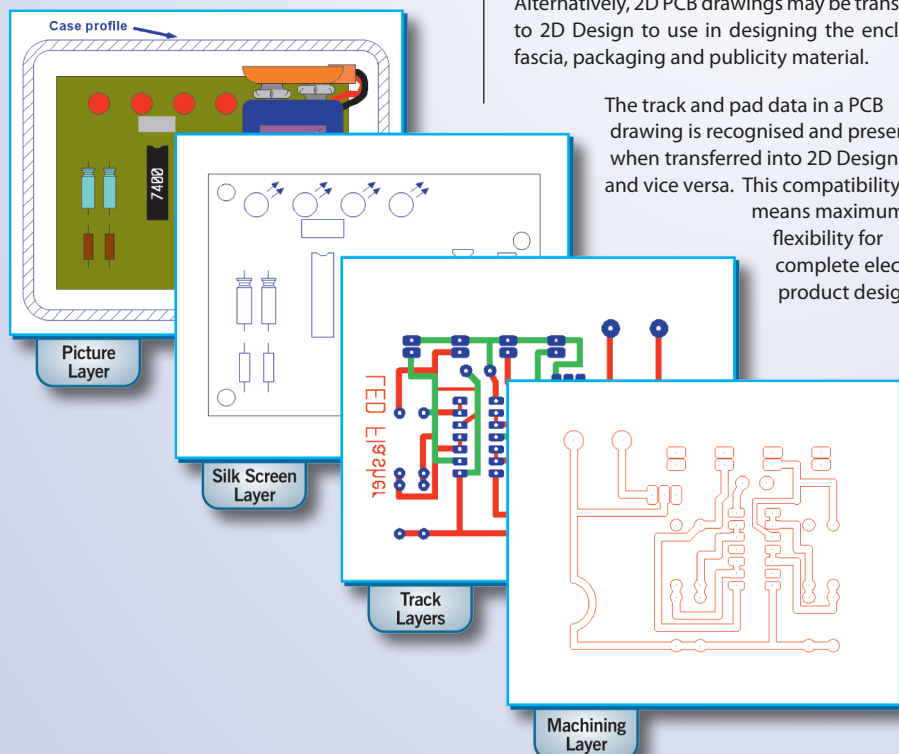 Alternatively, 2D PCB drawings may be trans
to 2D Design to use in designing the encl
fascia, packaging and publicity material.
The track and pad data in a PCB
drawing is recognised and preser
when transferred into 2D Design
and vice versa. This compatibility
means maximum
flexibility for
complete elec
product desig
Case profile
7400
Picture
Layer
Silk Screen
Layer
LED Flasher
Track
Layers
Machining
Layer